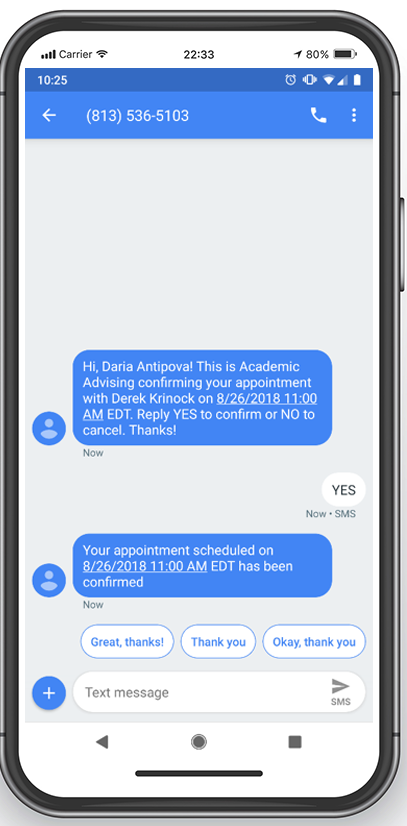 Carrier 22:33 80%
10:25
(813) 536-5103
Hi, Daria Antipova! This is Academic
Advising confirming your appointment
with Derek Krinock on 8/26/2018 11:00
AM EDT. Reply YES to confirm or NO to
cancel. Thanks!
Now
YES
Now • SMS
Your appointment scheduled on
8/26/2018 11:00 AM EDT has been
confirmed
Now
Great, thanks! Thank you Okay, thank you
Text message
SMS